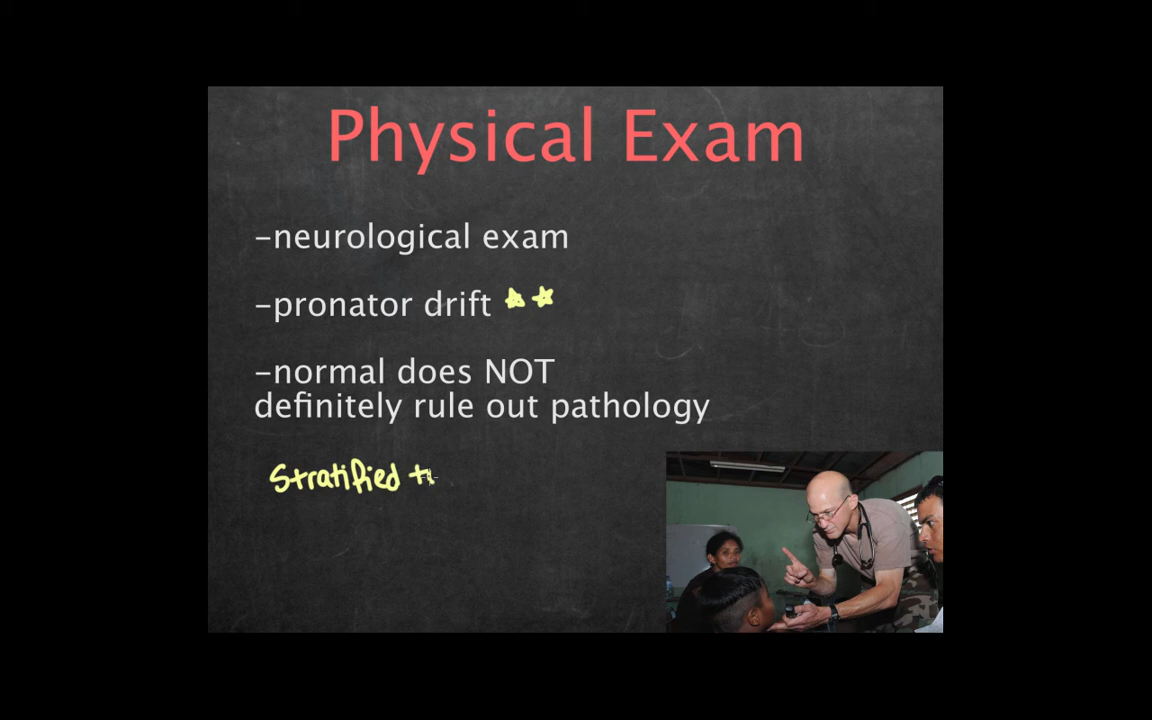 Physical Exam
-neurological exam
-pronator drift
-normal does NOT
definitely rule out pathology
Stratified